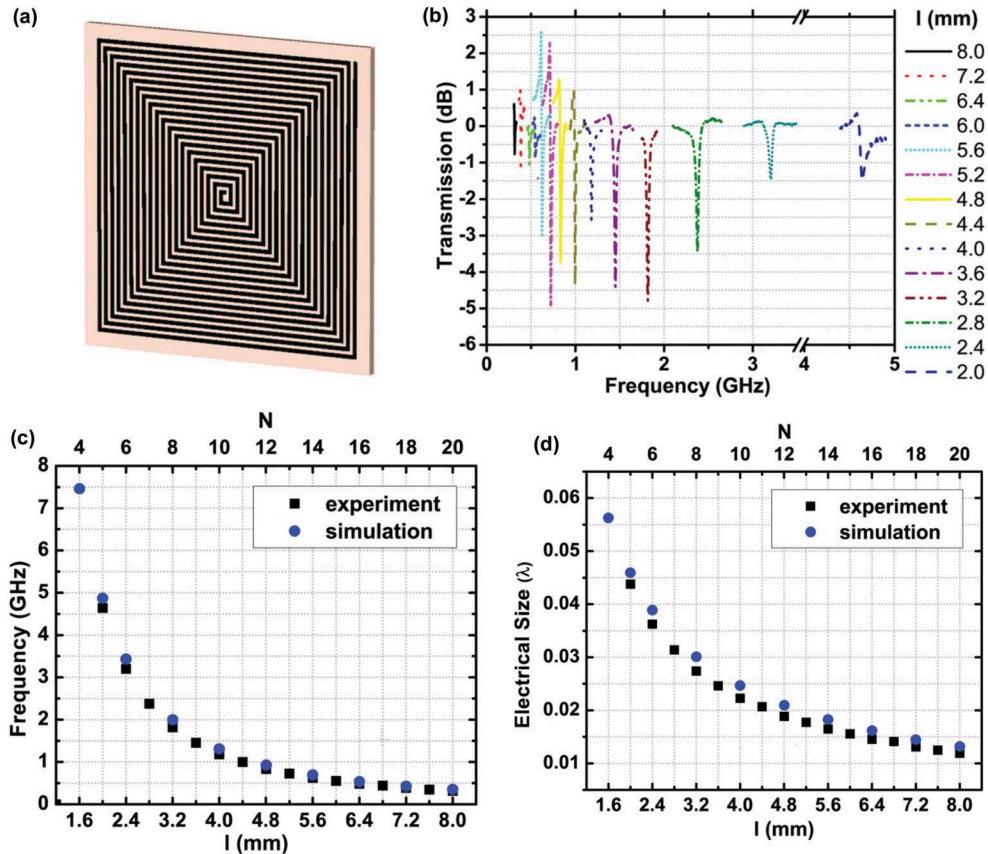 (a)
(b)
l (mm)
3
2
1
0
-1
-2
-3
-4
-5
-6
Transmission (dB)
0 1 2 3 4 5
Frequency (GHz)
8.0
7.2
6.4
6.0
5.6
5.2
4.8
4.4
4.0
3.6
3.2
2.8
2.4
2.0
(c)
N
4 6 8 10 12 14 16 18 20
8
7
6
5
4
3
2
1
0
Frequency (GHz)
experiment
simulation
1.6 2.4 3.2 4.0 4.8 5.6 6.4 7.2 8.0
l (mm)
(d)
N
4 6 8 10 12 14 16 18 20
0.06
0.05
0.04
0.03
0.02
0.01
Electrical Size (λ)
experiment
simulation
1.6 2.4 3.2 4.0 4.8 5.6 6.4 7.2 8.0
l (mm)